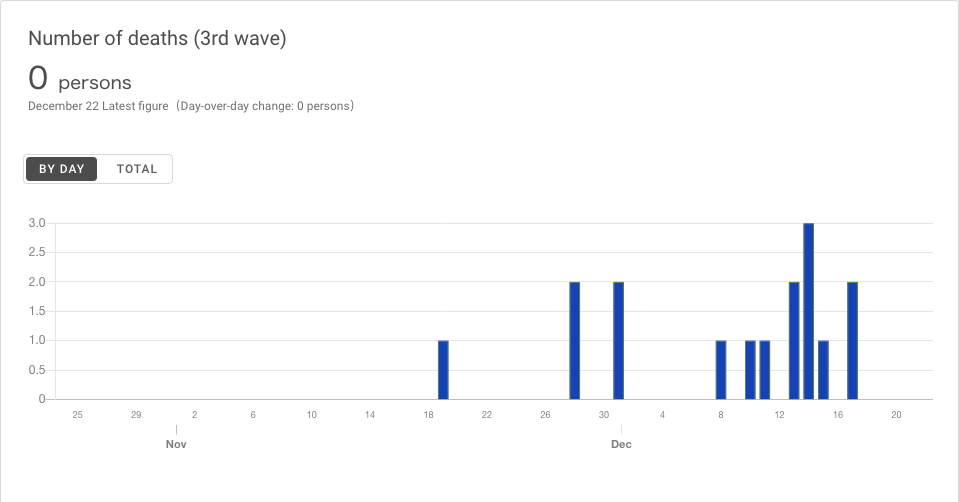 Number of deaths (3rd wave)
0 persons
December 22 Latest figure （Day-over-day change: 0 persons）
BY DAY TOTAL
3.0
2.5
2.0
1.5
1.0
0.5
0
25 29 2 6 10 14 18 22 26 30 4 8 12 16 20
Nov Dec